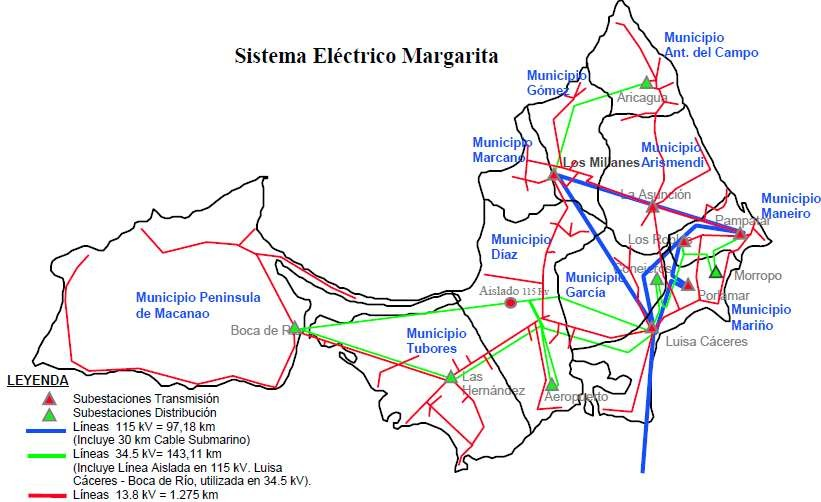 Sistema Eléctrico Margarita
Municipio
Ant. del Campo
Municipio
Gómez
Aricagua
Municipio
Marcano
Los Millanes
Municipio
Arismendi
La Asunción
Municipio
Maneiro
Pampatar
Los Robles
Municipio
Díaz
Municipio
García
Conejeros
Morropo
Aislado 115 Kv
Porlamar
Municipio Peninsula
de Macanao
Boca de Río
Municipio
Tubores
Municipio
Mariño
Luisa Cáceres
Las
Hernández
Aeropuerto
LEYENDA
Subestaciones Transmisión
Subestaciones Distribución
Líneas 115 kV = 97,18 km
(Incluye 30 km Cable Submarino)
Líneas 34.5 kV= 143,11 km
(Incluye Línea Aislada en 115 kV. Luisa
Cáceres - Boca de Río, utilizada en 34.5 kV).
Líneas 13.8 kV = 1.275 km